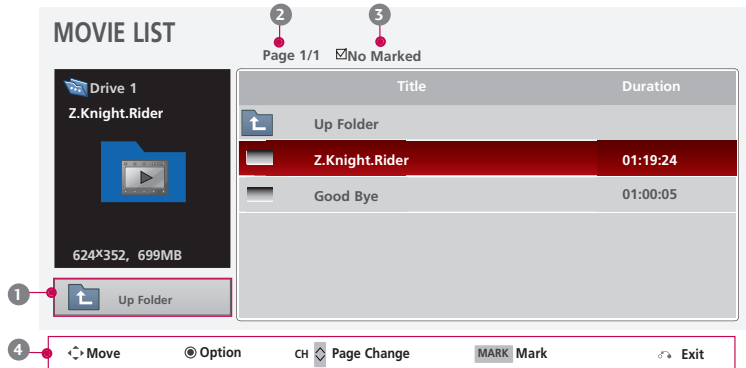 2 3
MOVIE LIST
Page 1/1 No Marked
Drive 1
Z.Knight.Rider
624X352, 699MB
1
Up Folder
Title Duration
Up Folder
Z.Knight.Rider 01:19:24
Good Bye 01:00:05
4
Move Option CH Page Change MARK Mark Exit